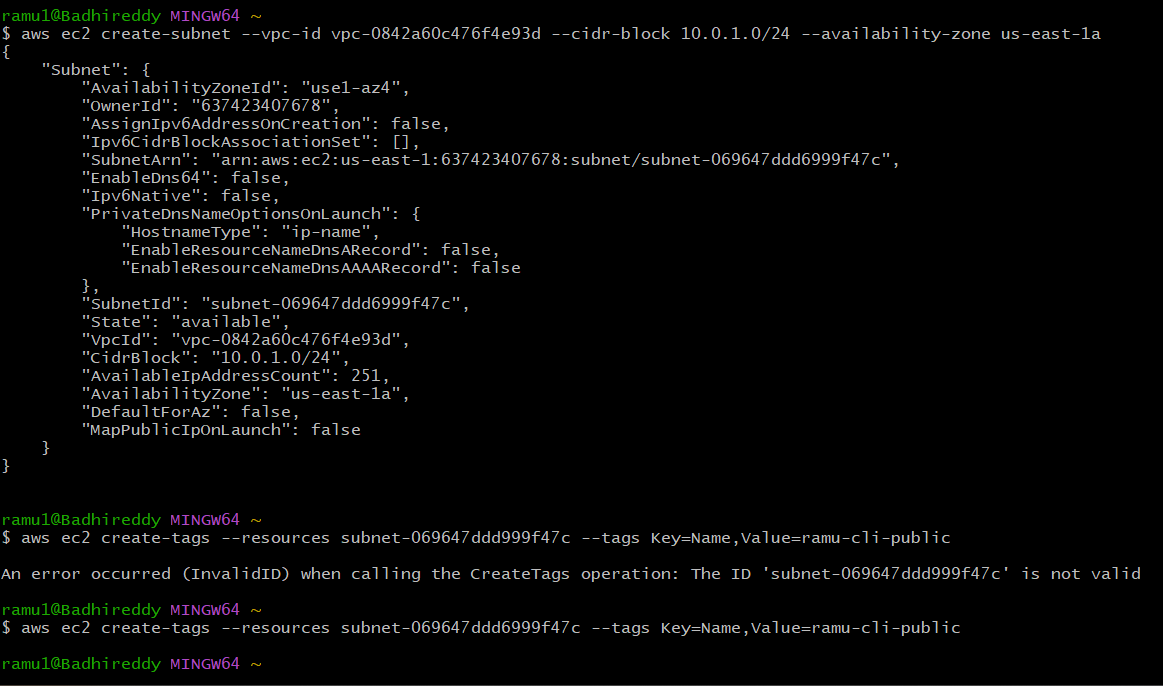 ramu1@Badhireddy MINGW64 ~
$ aws ec2 create-subnet --vpc-id vpc-0842a60c476f4e93d --cidr-block 10.0.1.0/24 --availability-zone us-east-1a
{
    "Subnet": {
        "AvailabilityZoneId": "use1-az4",
        "OwnerId": "637423407678",
        "AssignIpv6AddressOnCreation": false,
        "Ipv6CidrBlockAssociationSet": [],
        "SubnetArn": "arn:aws:ec2:us-east-1:637423407678:subnet/subnet-069647ddd6999f47c",
        "EnableDns64": false,
        "Ipv6Native": false,
        "PrivateDnsNameOptionsOnLaunch": {
            "HostnameType": "ip-name",
            "EnableResourceNameDnsARecord": false,
            "EnableResourceNameDnsAAAARecord": false
        },
        "SubnetId": "subnet-069647ddd6999f47c",
        "State": "available",
        "VpcId": "vpc-0842a60c476f4e93d",
        "CidrBlock": "10.0.1.0/24",
        "AvailableIpAddressCount": 251,
        "AvailabilityZone": "us-east-1a",
        "DefaultForAz": false,
        "MapPublicIpOnLaunch": false
    }
}
ramu1@Badhireddy MINGW64 ~
$ aws ec2 create-tags --resources subnet-069647ddd999f47c --tags Key=Name,Value=ramu-cli-public
An error occurred (InvalidID) when calling the CreateTags operation: The ID 'subnet-069647ddd999f47c' is not valid
ramu1@Badhireddy MINGW64 ~
$ aws ec2 create-tags --resources subnet-069647ddd6999f47c --tags Key=Name,Value=ramu-cli-public
ramu1@Badhireddy MINGW64 ~